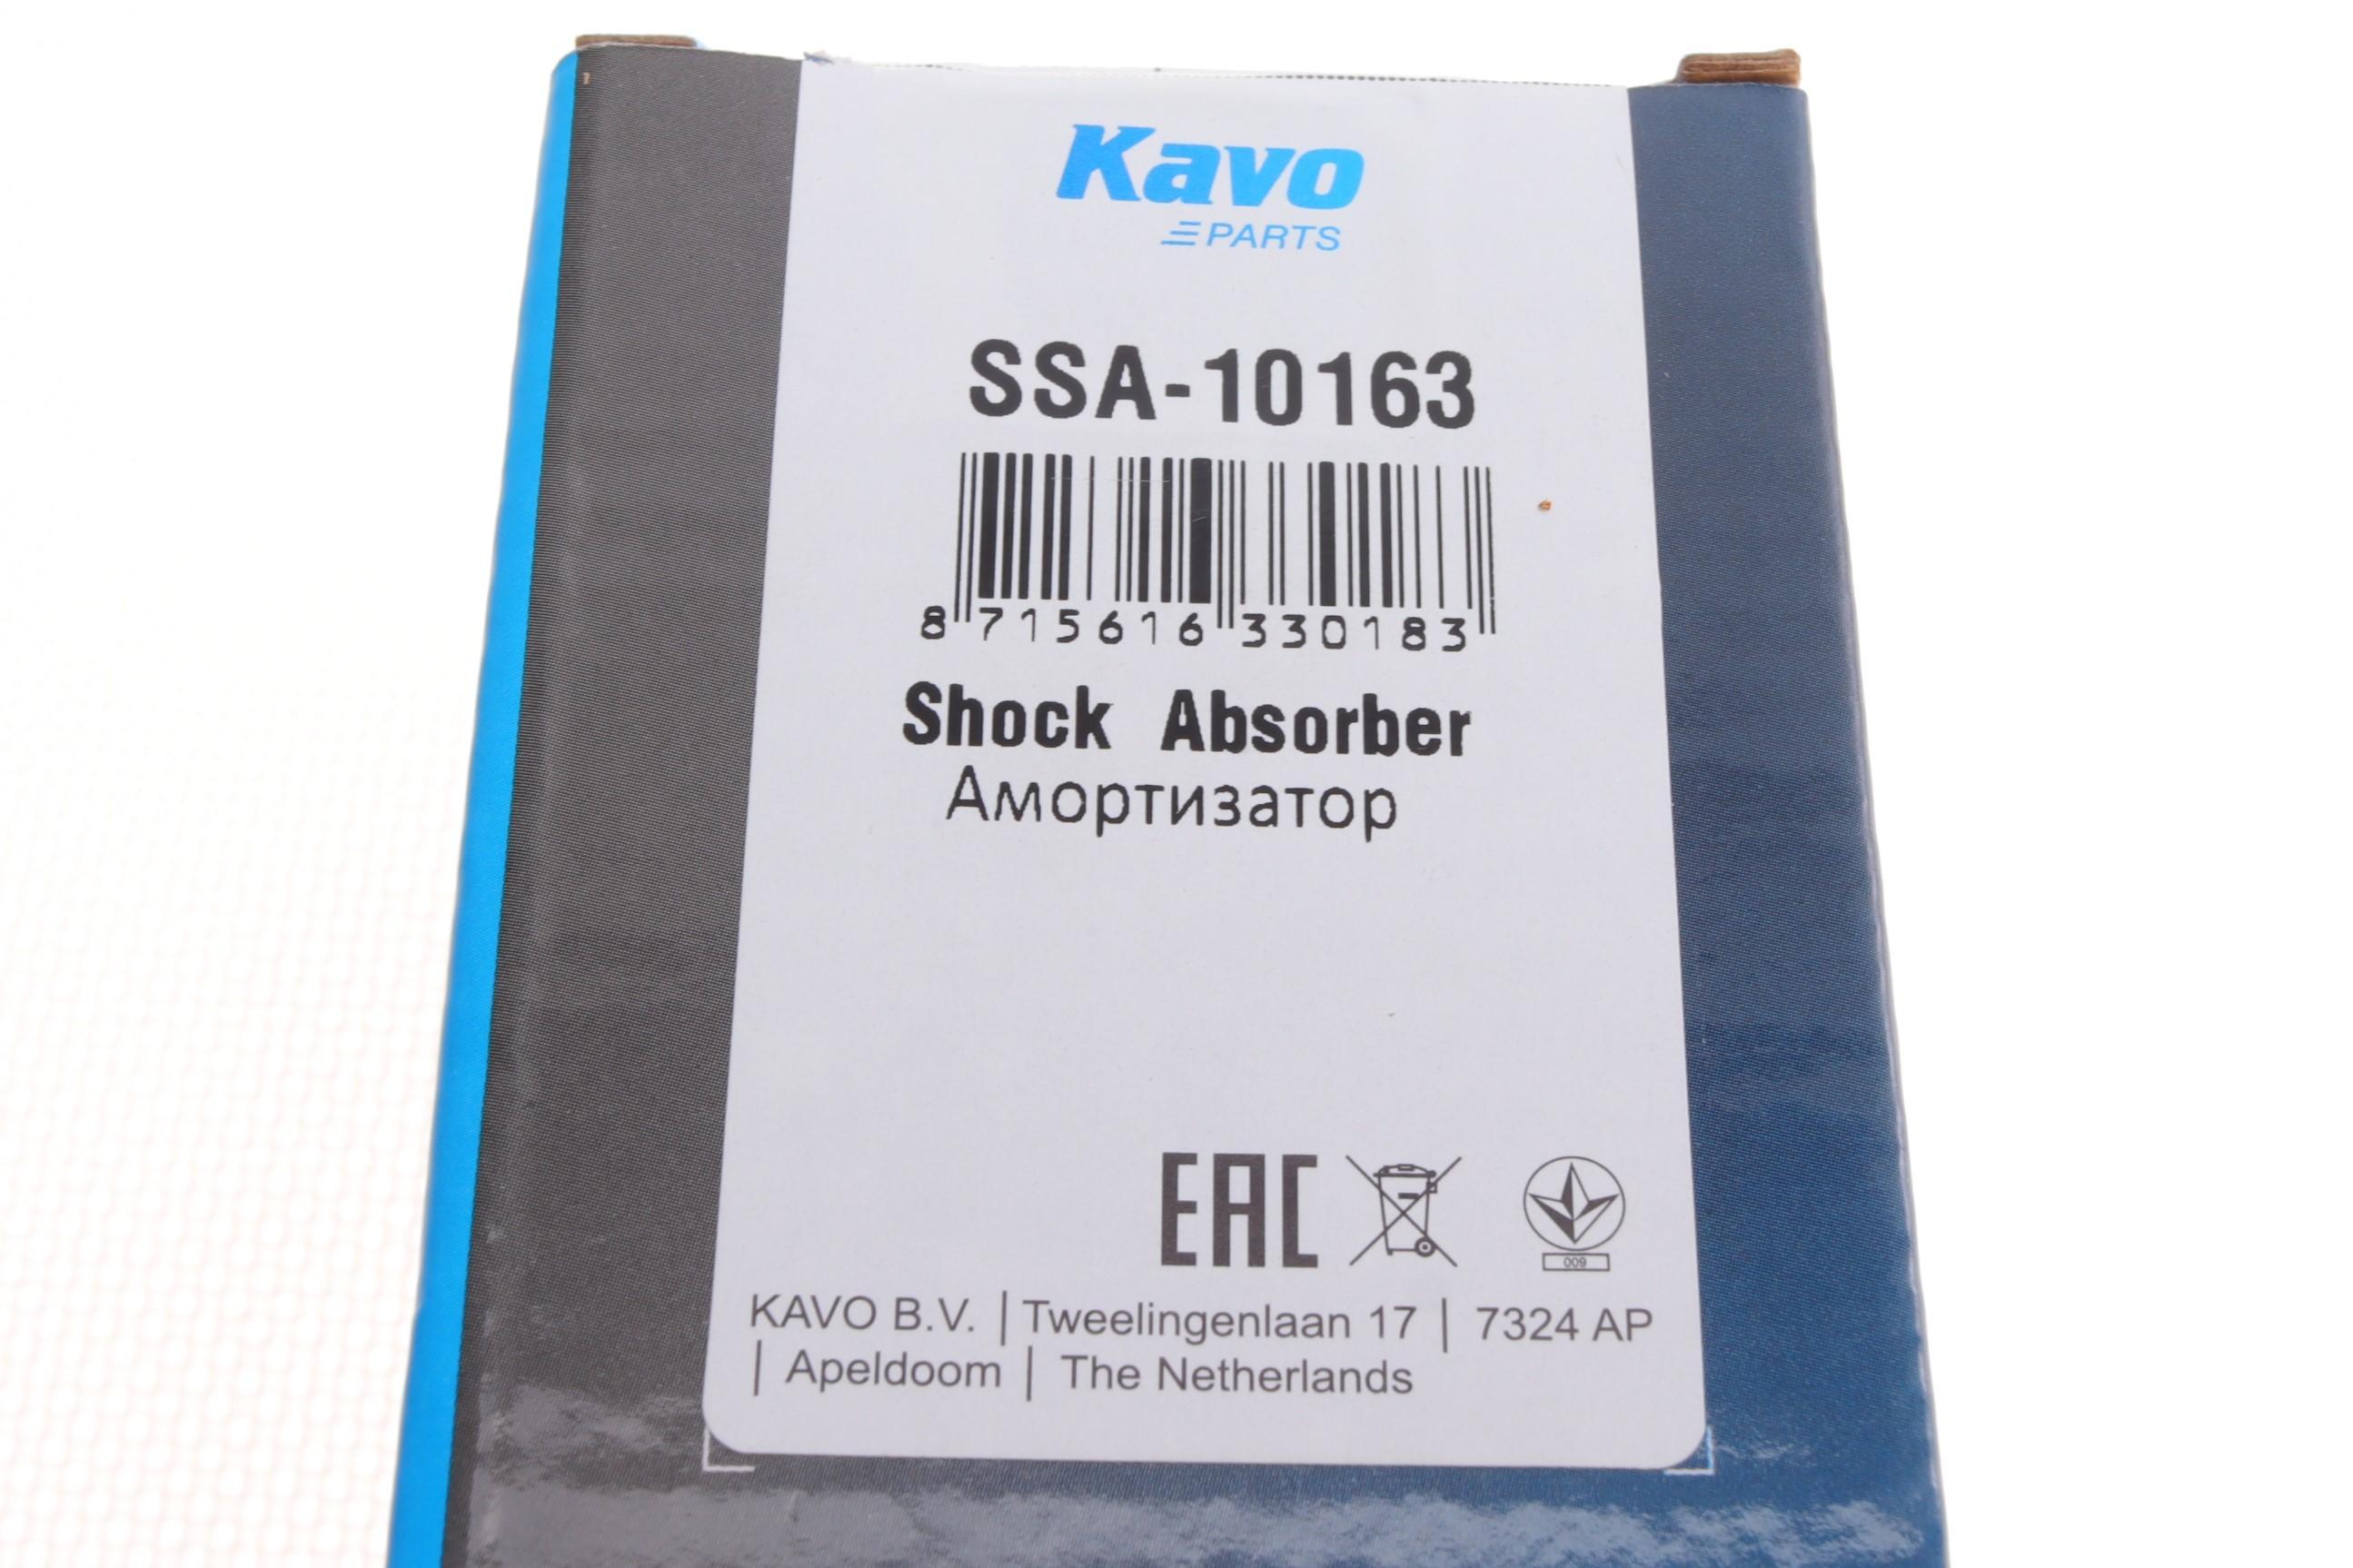 Kavo
PARTS
SSA-10163
8 715616 330183
Shock Absorber
Амортизатор
EAC
009
KAVO B.V. | Tweelingenlaan 17 | 7324 AP
| Apeldoom | The Netherlands